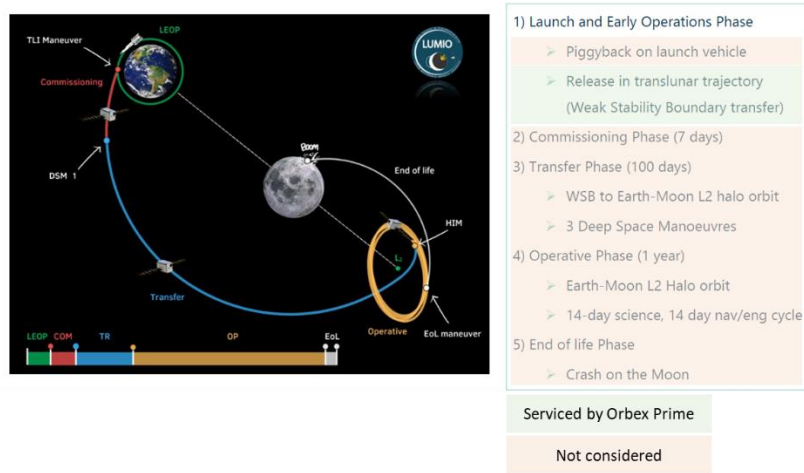 LEOP
TLI Maneuver
LUMIO
Commissioning
Boom
End of life
DSM 1
HIM
L₂
Transfer
Operative
EoL maneuver
LEOP COM TR OP EoL
1) Launch and Early Operations Phase
➢ Piggyback on launch vehicle
➢ Release in translunar trajectory
(Weak Stability Boundary transfer)
2) Commissioning Phase (7 days)
3) Transfer Phase (100 days)
➢ WSB to Earth-Moon L2 halo orbit
➢ 3 Deep Space Manoeuvres
4) Operative Phase (1 year)
➢ Earth-Moon L2 Halo orbit
➢ 14-day science, 14 day nav/eng cycle
5) End of life Phase
➢ Crash on the Moon
Serviced by Orbex Prime
Not considered